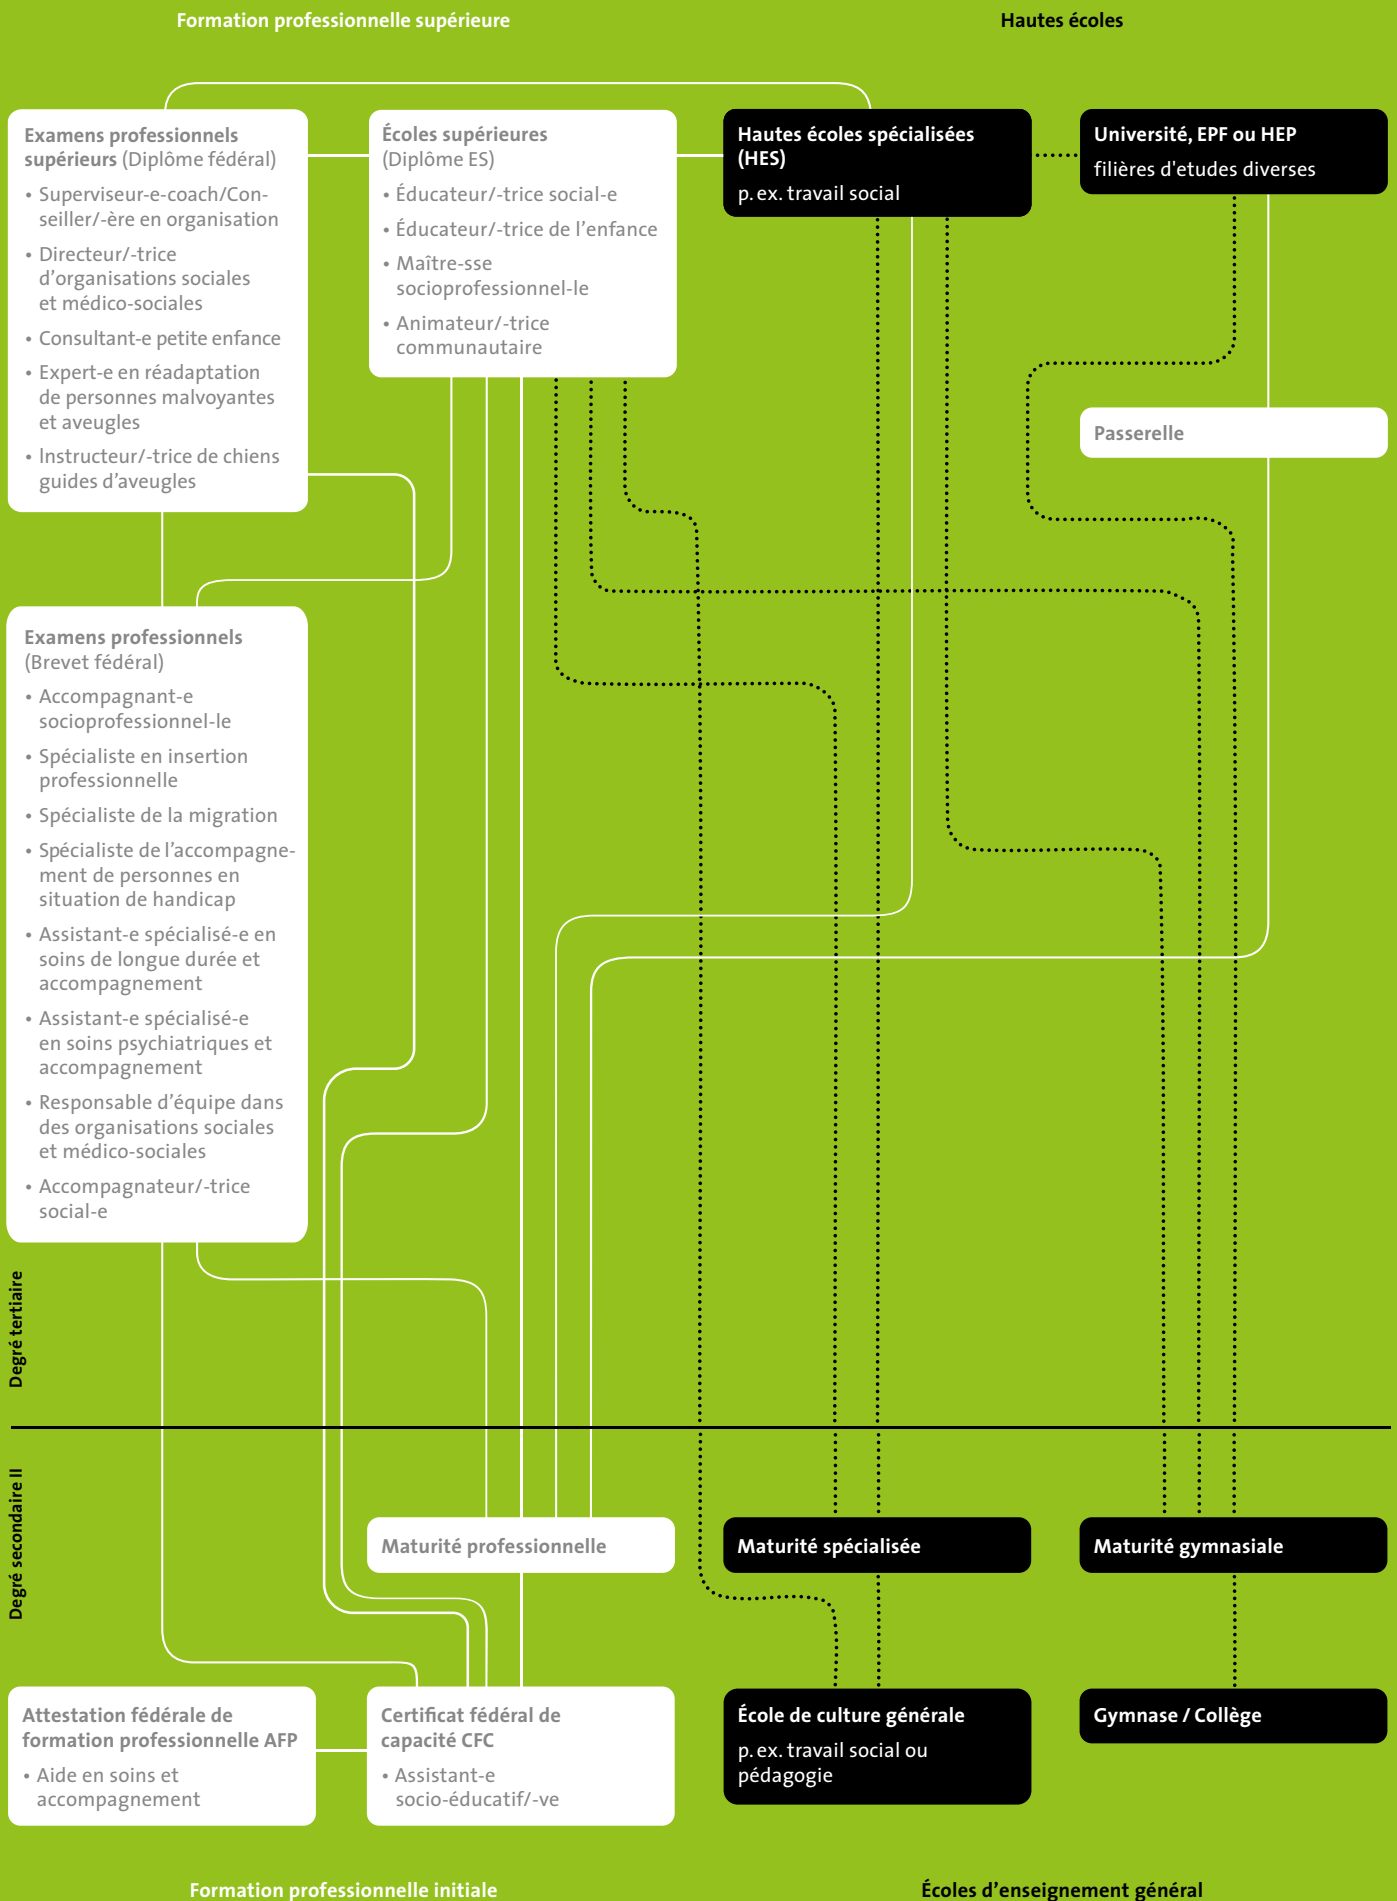 Formation professionnelle supérieure
Hautes écoles
Examens professionnels
supérieurs (Diplôme fédéral)
• Superviseur-e-coach/Con-
seiller/-ère en organisation
• Directeur/-trice
d'organisations sociales
et médico-sociales
• Consultant-e petite enfance
• Expert-e en réadaptation
de personnes malvoyantes
et aveugles
• Instructeur/-trice de chiens
guides d'aveugles
Écoles supérieures
(Diplôme ES)
• Éducateur/-trice social-e
• Éducateur/-trice de l'enfance
• Maître-sse
socioprofessionnel-le
• Animateur/-trice
communautaire
Hautes écoles spécialisées
(HES)
p. ex. travail social
Université, EPF ou HEP
filières d'etudes diverses
Passerelle
Examens professionnels
(Brevet fédéral)
• Accompagnant-e
socioprofessionnel-le
• Spécialiste en insertion
professionnelle
• Spécialiste de la migration
• Spécialiste de l'accompagne-
ment de personnes en
situation de handicap
• Assistant-e spécialisé-e en
soins de longue durée et
accompagnement
• Assistant-e spécialisé-e
en soins psychiatriques et
accompagnement
• Responsable d'équipe dans
des organisations sociales
et médico-sociales
• Accompagnateur/-trice
social-e
Degré tertiaire
Degré secondaire II
Maturité professionnelle
Maturité spécialisée
Maturité gymnasiale
Attestation fédérale de
formation professionnelle AFP
• Aide en soins et
accompagnement
Certificat fédéral de
capacité CFC
• Assistant-e
socio-éducatif/-ve
École de culture générale
p. ex. travail social ou
pédagogie
Gymnase / Collège
Formation professionnelle initiale
Écoles d'enseignement général